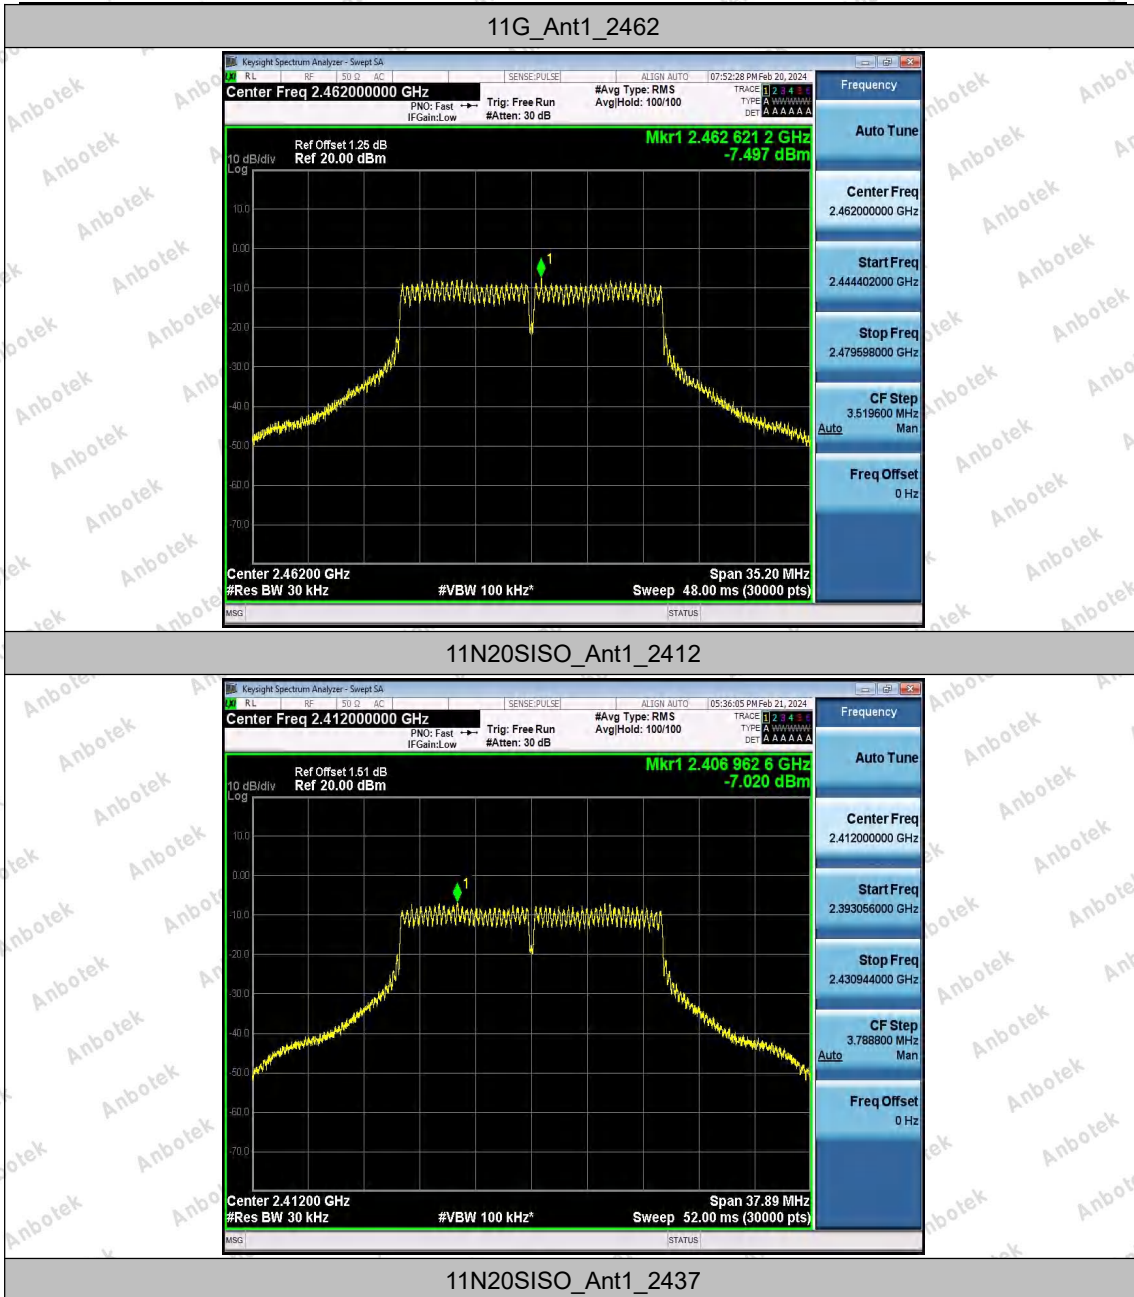 11G_Ant1_2462
Keysight Spectrum Analyzer - Swept SA
LXI RL RF 50 Ω AC SENSE:PULSE ALIGN AUTO 07:52:28 PM Feb 20, 2024
Center Freq 2.462000000 GHz
PNO: Fast
IFGain:Low
Trig: Free Run
#Atten: 30 dB
#Avg Type: RMS
Avg|Hold: 100/100
TRACE 1 2 3 4 5 6
TYPE A WWWWW
DET A A A A A A
Ref Offset 1.25 dB
10 dB/div Ref 20.00 dBm
Log
Mkr1 2.462 621 2 GHz
-7.497 dBm
1
10.0
0.00
-10.0
-20.0
-30.0
-40.0
-50.0
-60.0
-70.0
Center 2.46200 GHz Span 35.20 MHz
#Res BW 30 kHz #VBW 100 kHz* Sweep 48.00 ms (30000 pts)
MSG STATUS
Frequency
Auto Tune
Center Freq
2.462000000 GHz
Start Freq
2.444402000 GHz
Stop Freq
2.479598000 GHz
CF Step
3.519600 MHz
Auto Man
Freq Offset
0 Hz
11N20SISO_Ant1_2412
Keysight Spectrum Analyzer - Swept SA
LXI RL RF 50 Ω AC SENSE:PULSE ALIGN AUTO 05:36:05 PM Feb 21, 2024
Center Freq 2.412000000 GHz
PNO: Fast
IFGain:Low
Trig: Free Run
#Atten: 30 dB
#Avg Type: RMS
Avg|Hold: 100/100
TRACE 1 2 3 4 5 6
TYPE A WWWWW
DET A A A A A A
Ref Offset 1.51 dB
10 dB/div Ref 20.00 dBm
Log
Mkr1 2.406 962 6 GHz
-7.020 dBm
1
10.0
0.00
-10.0
-20.0
-30.0
-40.0
-50.0
-60.0
-70.0
Center 2.41200 GHz Span 37.89 MHz
#Res BW 30 kHz #VBW 100 kHz* Sweep 52.00 ms (30000 pts)
MSG STATUS
Frequency
Auto Tune
Center Freq
2.412000000 GHz
Start Freq
2.393056000 GHz
Stop Freq
2.430944000 GHz
CF Step
3.788800 MHz
Auto Man
Freq Offset
0 Hz
11N20SISO_Ant1_2437
Anbotek